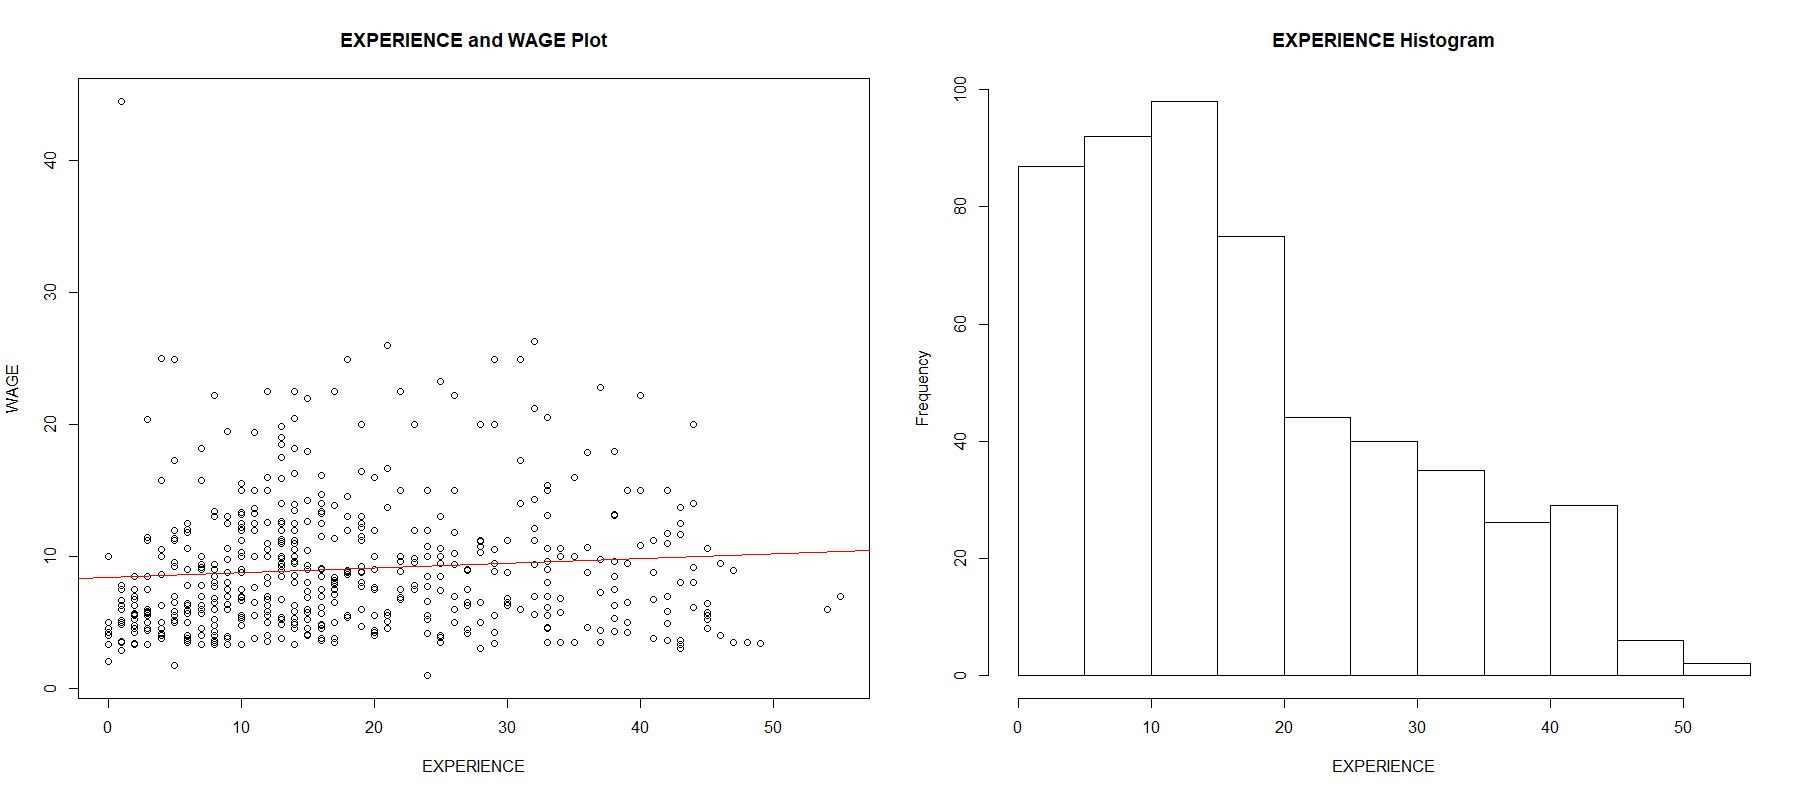 EXPERIENCE and WAGE Plot
WAGE
40
30
20
10
0
0 10 20 30 40 50
EXPERIENCE
EXPERIENCE Histogram
Frequency
100
80
60
40
20
0
0 10 20 30 40 50
EXPERIENCE